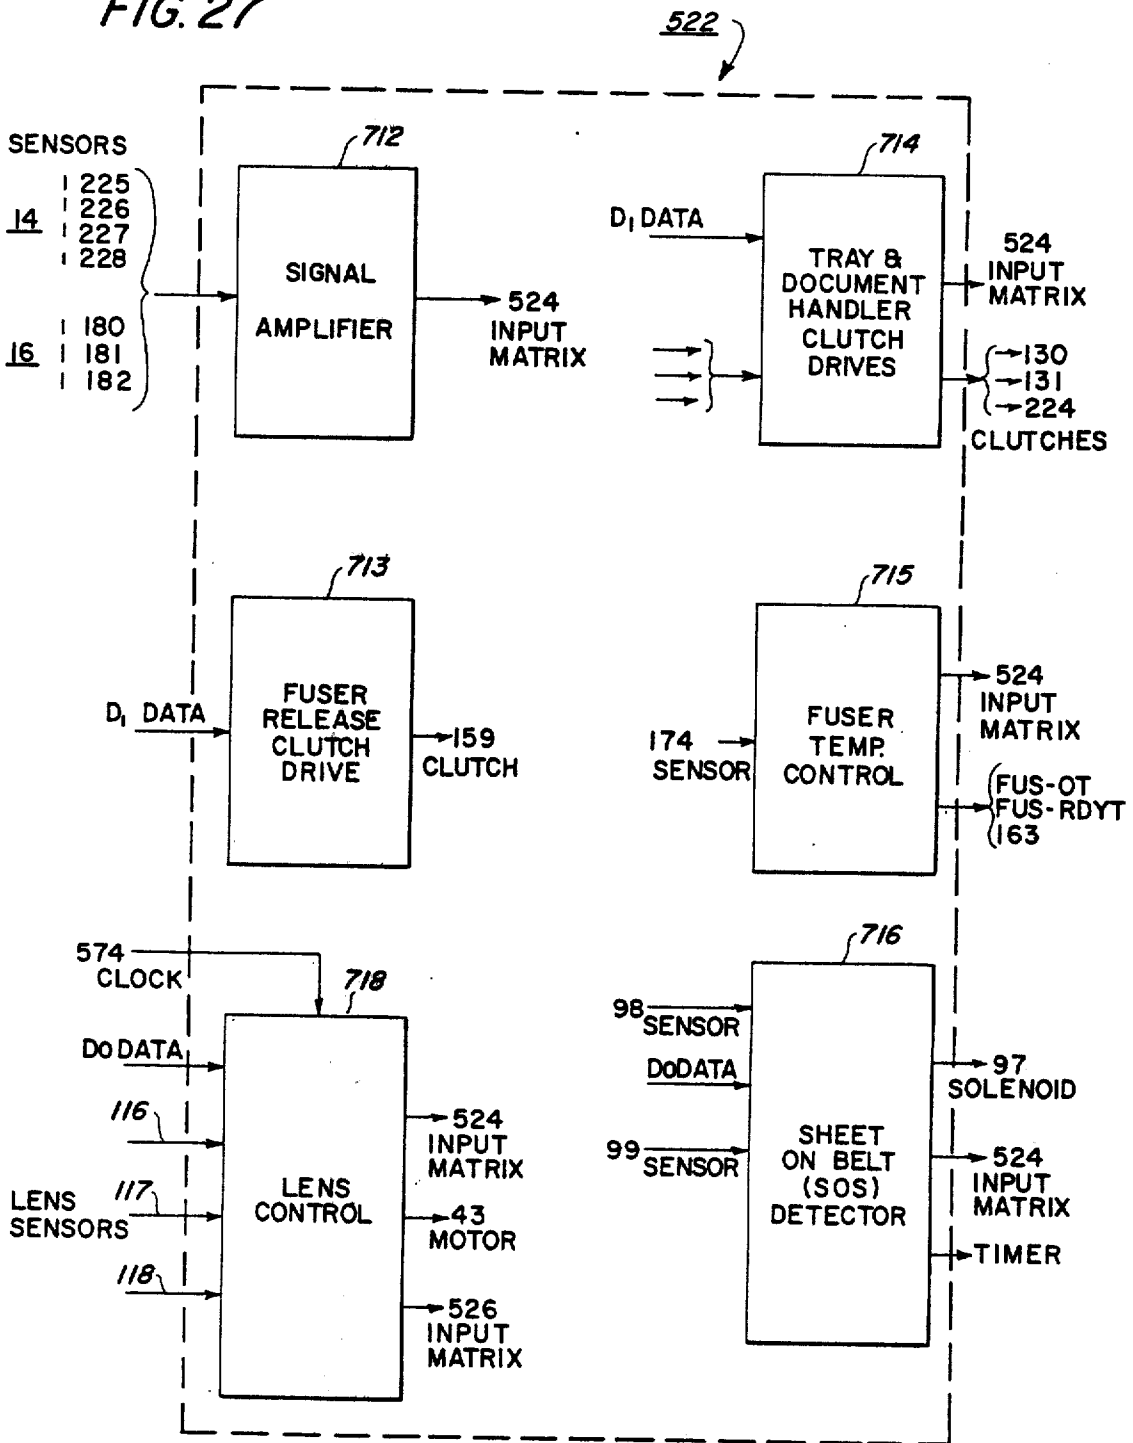 FIG. 27
522
SENSORS
14
225
226
227
228
16
180
181
182
712
SIGNAL
AMPLIFIER
524
INPUT
MATRIX
714
D1 DATA
TRAY &
DOCUMENT
HANDLER
CLUTCH
DRIVES
524
INPUT
MATRIX
130
131
224
CLUTCHES
713
D1 DATA
FUSER
RELEASE
CLUTCH
DRIVE
159
CLUTCH
715
174
SENSOR
FUSER
TEMP.
CONTROL
524
INPUT
MATRIX
FUS-OT
FUS-RDYT
163
574
CLOCK
718
DO DATA
116
LENS
SENSORS
117
118
LENS
CONTROL
524
INPUT
MATRIX
43
MOTOR
526
INPUT
MATRIX
716
98
SENSOR
DO DATA
99
SENSOR
SHEET
ON BELT
(SOS)
DETECTOR
97
SOLENOID
524
INPUT
MATRIX
TIMER